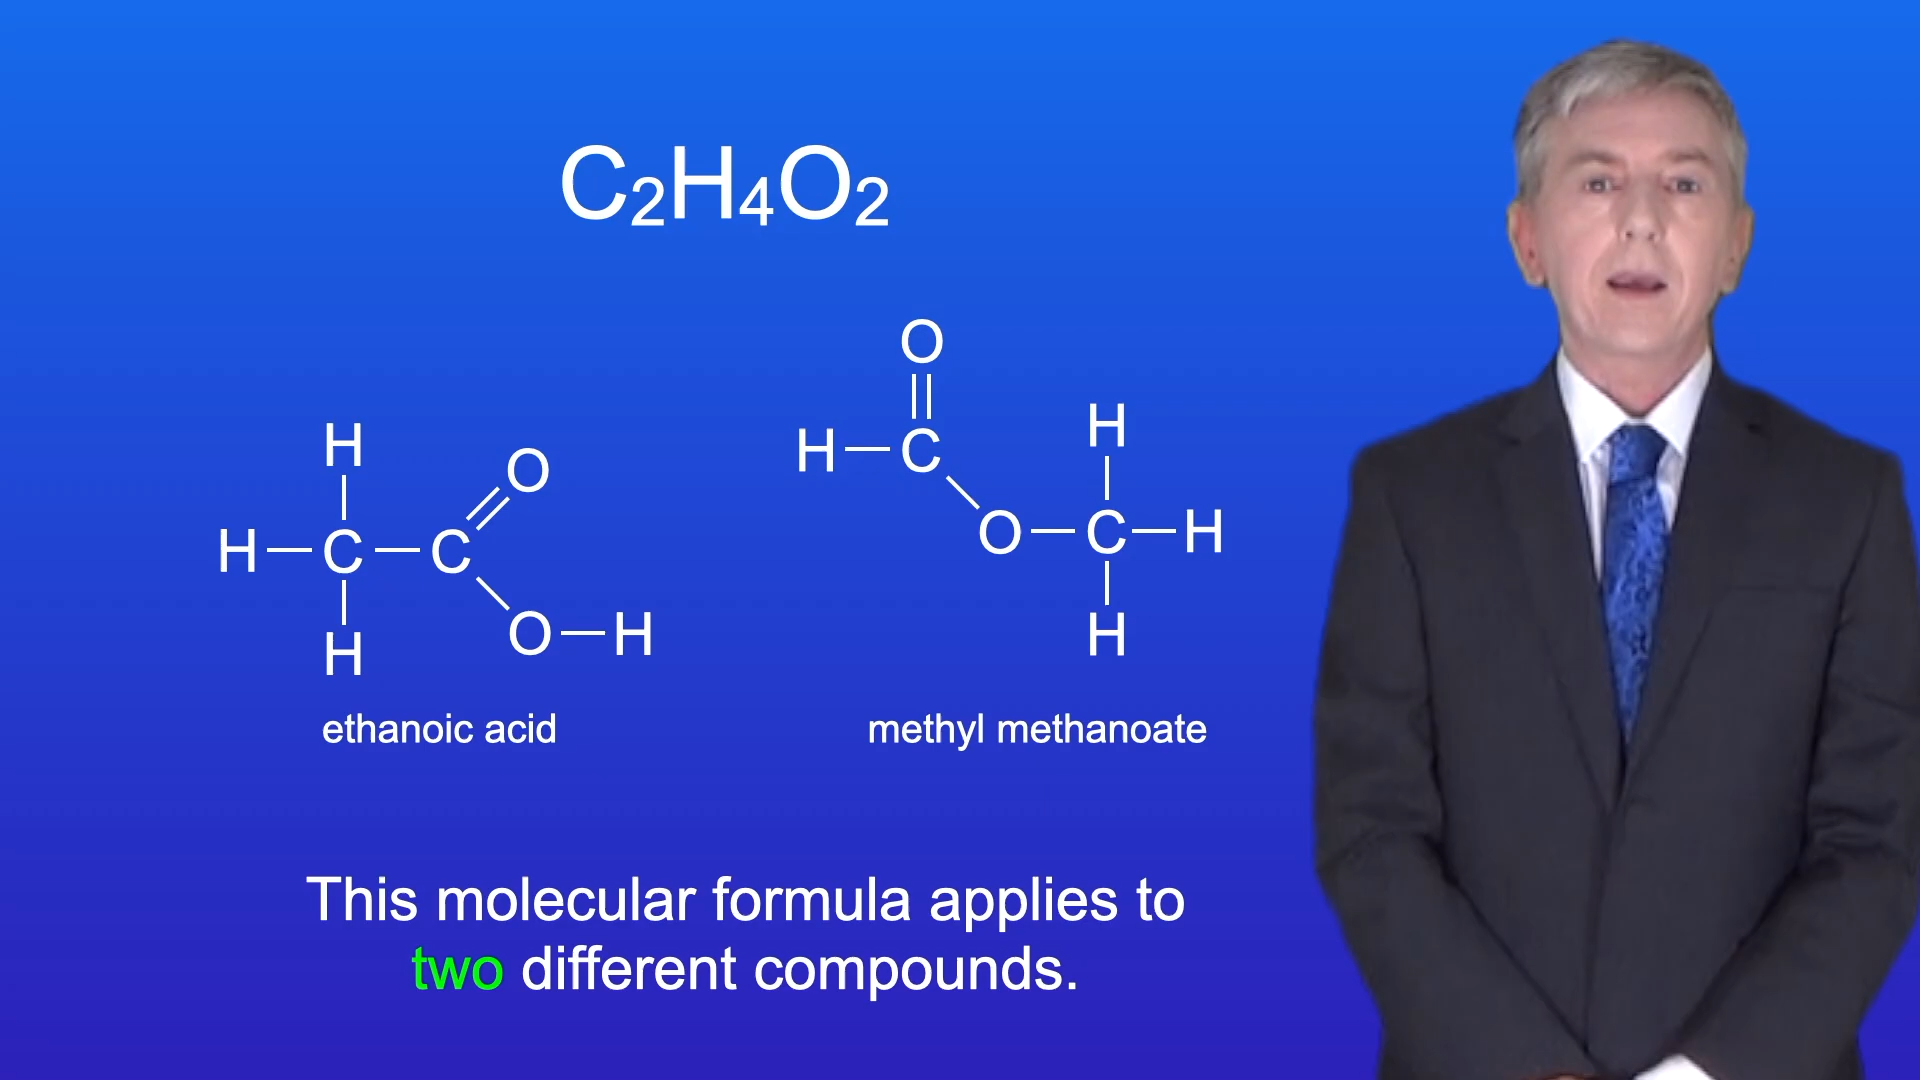 C₂H₄O₂
O
H C
H
O C H
H
H
O
H C C
O H
H
ethanoic acid
methyl methanoate
This molecular formula applies to
two different compounds.